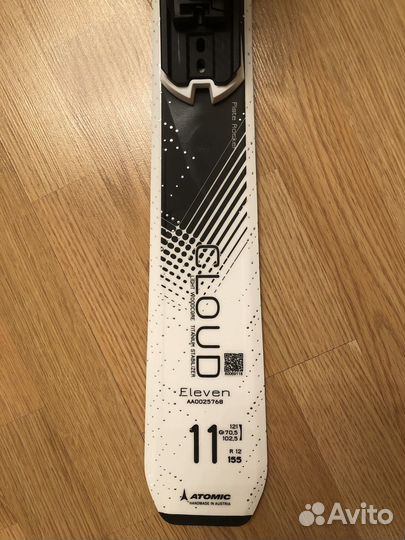 Piste Rocker
CLOUD
LIGHT WOODCORE TITANIUM STABILIZER
Eleven
AA0025768
11
121
70,5
102,5
R 12
155
ATOMIC
HANDMADE IN AUSTRIA
Avito